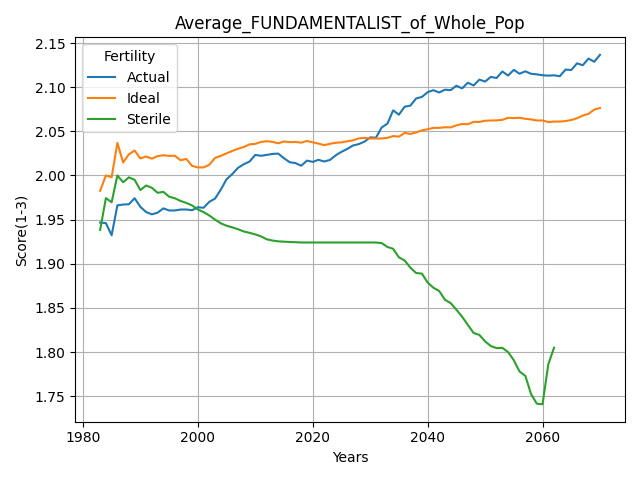 Average_FUNDAMENTALIST_of_Whole_Pop
Fertility
Actual
Ideal
Sterile
Score(1-3)
2.15
2.10
2.05
2.00
1.95
1.90
1.85
1.80
1.75
1980
2000
2020
2040
2060
Years